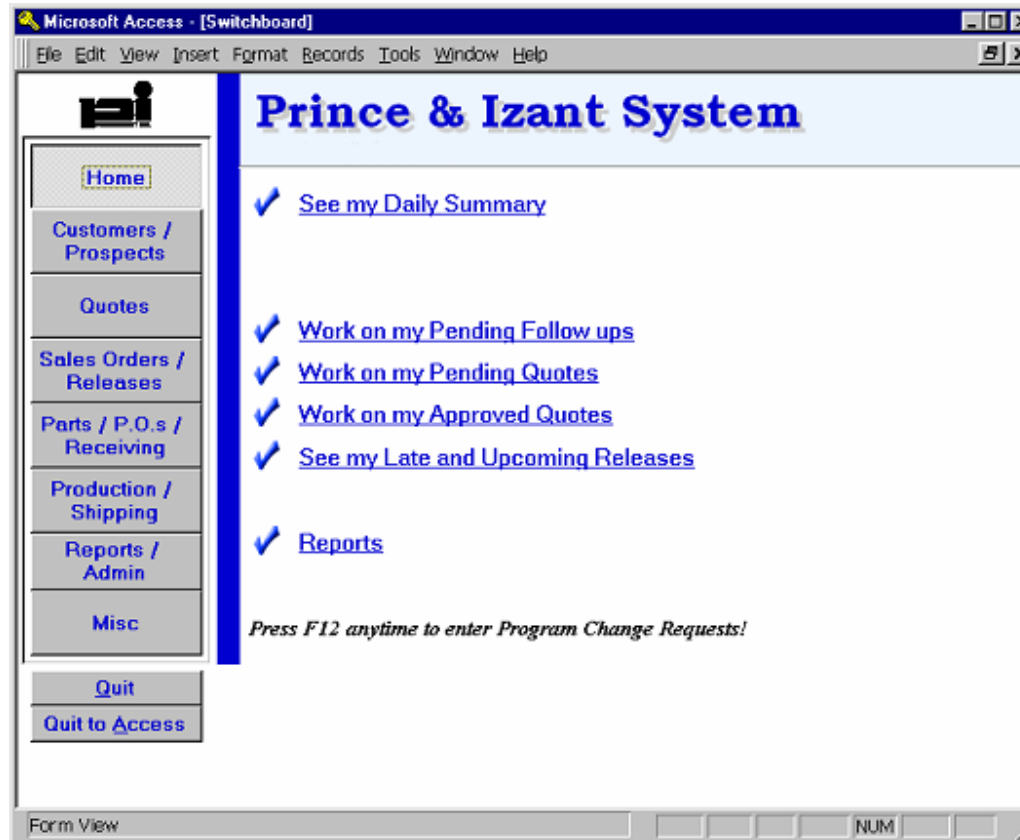 Microsoft Access - [Switchboard]
File Edit View Insert Format Records Tools Window Help
Prince & Izant System
Home
Customers /
Prospects
Quotes
Sales Orders /
Releases
Parts / P.O.s /
Receiving
Production /
Shipping
Reports /
Admin
Misc
Quit
Quit to Access
See my Daily Summary
Work on my Pending Follow ups
Work on my Pending Quotes
Work on my Approved Quotes
See my Late and Upcoming Releases
Reports
Press F12 anytime to enter Program Change Requests!
Form View
NUM